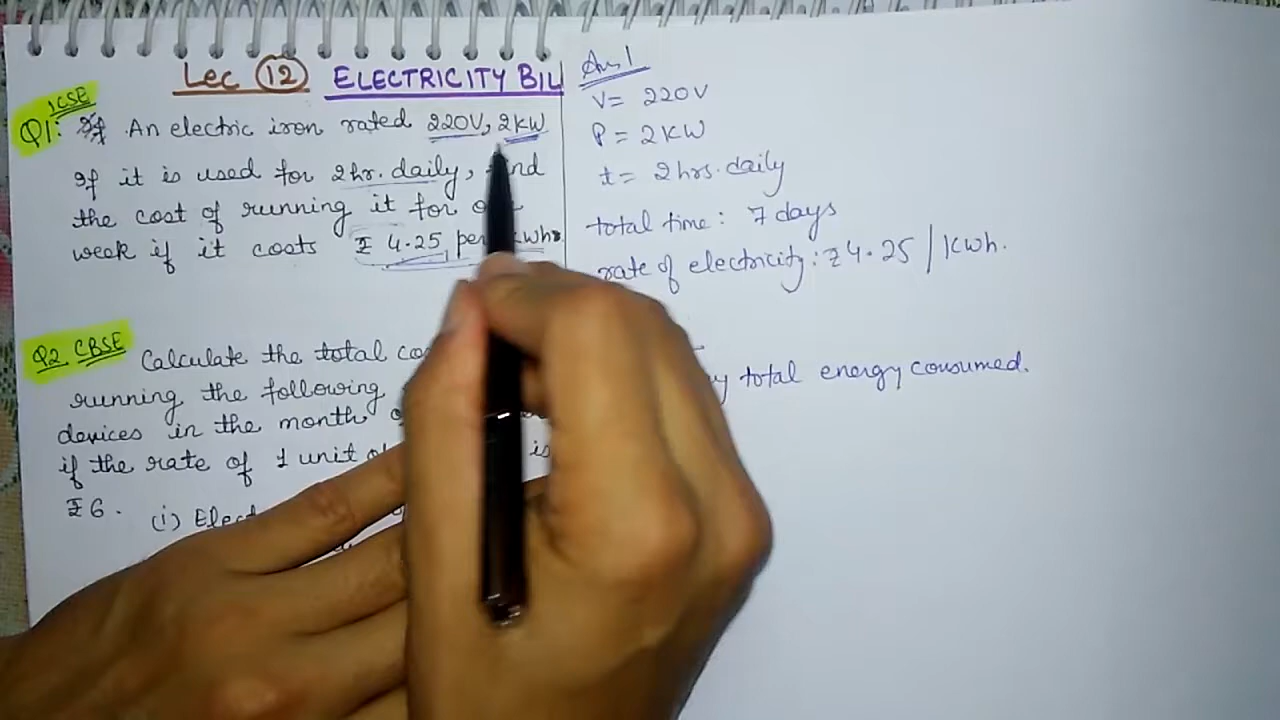 Lec 12 ELECTRICITY BIL
ICSE
Q1: An electric iron rated 220V, 2KW
If it is used for 2hr. daily,
the cost of running it for
week if it costs ₹ 4.25 per kwh.
Q2 CBSE Calculate the total
running the following
devices in the month
if the rate of 1 unit
₹6. (i)
Ans 1
V= 220V
P = 2KW
t = 2hrs. daily
total time: 7 days
rate of electricity: ₹4.25 / Kwh.
total energy consumed.